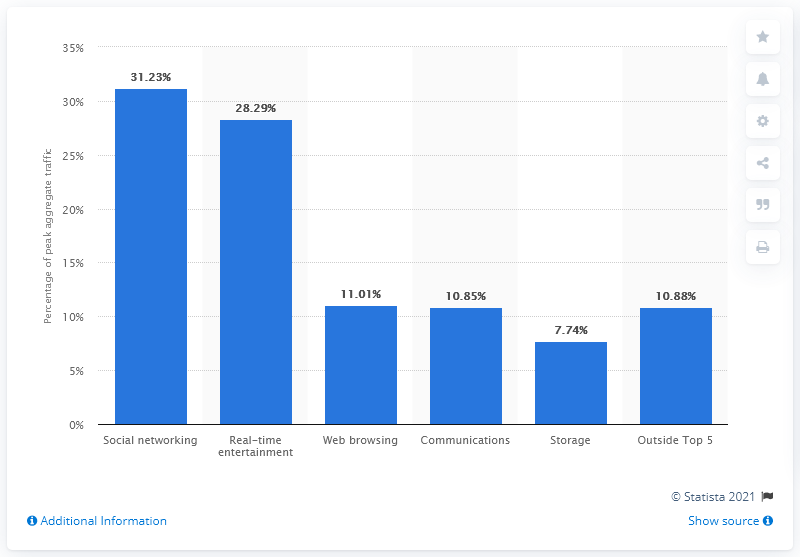 35%
30%
25%
20%
15%
10%
5%
0%
Percentage of peak aggregate traffic
31.23%
28.29%
11.01%
10.85%
7.74%
10.88%
Social networking
Real-time
entertainment
Web browsing
Communications
Storage
Outside Top 5
© Statista 2021
Additional Information
Show source